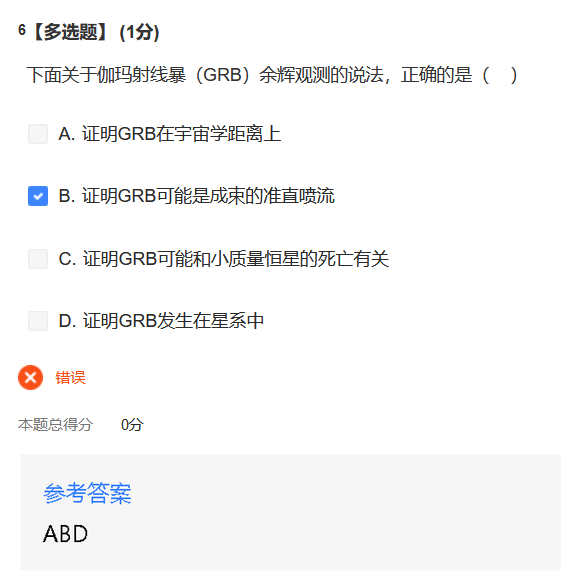 6【多选题】 (1分)
下面关于伽玛射线暴（GRB）余辉观测的说法，正确的是（ ）
A. 证明GRB在宇宙学距离上
B. 证明GRB可能是成束的准直喷流
C. 证明GRB可能和小质量恒星的死亡有关
D. 证明GRB发生在星系中
错误
本题总得分 0分
参考答案
ABD